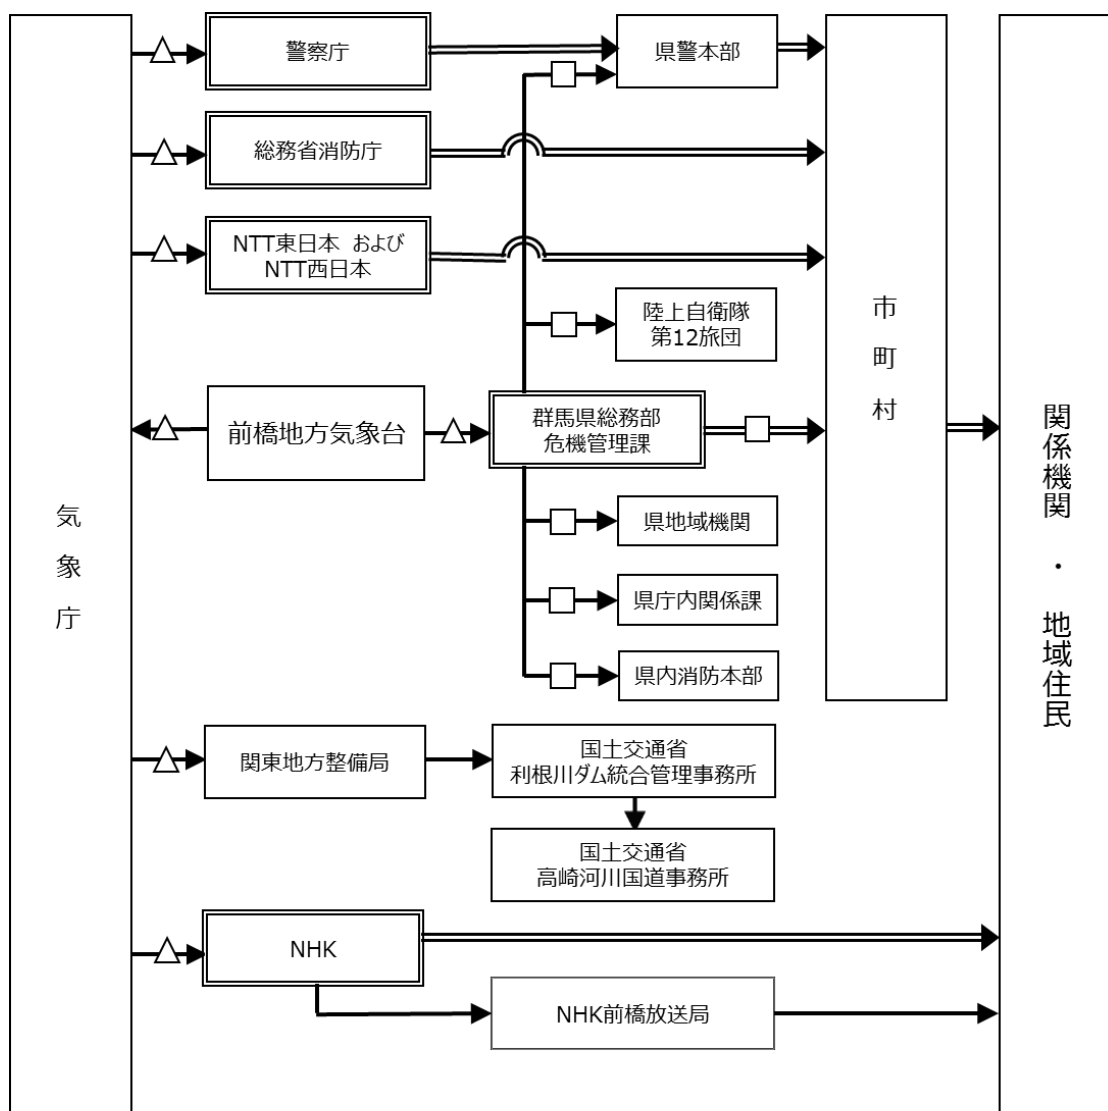 気象庁
警察庁
県警本部
総務省消防庁
NTT東日本 および
NTT西日本
陸上自衛隊
第12旅団
前橋地方気象台
群馬県総務部
危機管理課
県地域機関
県庁内関係課
県内消防本部
市町村
関係機関・地域住民
関東地方整備局
国土交通省
利根川ダム統合管理事務所
国土交通省
高崎河川国道事務所
NHK
NHK前橋放送局